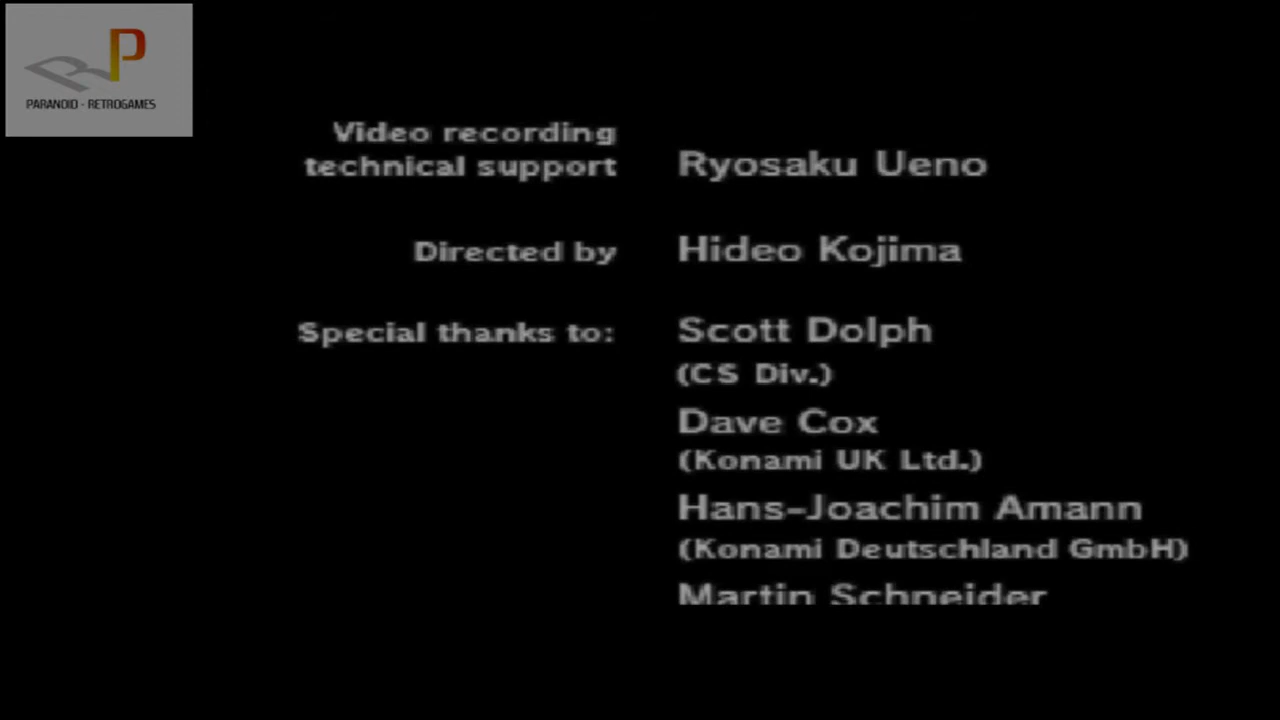 P
PARANOID - RETROGAMES
Video recording
technical support Ryosaku Ueno
Directed by Hideo Kojima
Special thanks to: Scott Dolph
(CS Div.)
Dave Cox
(Konami UK Ltd.)
Hans-Joachim Amann
(Konami Deutschland GmbH)
Martin Schneider